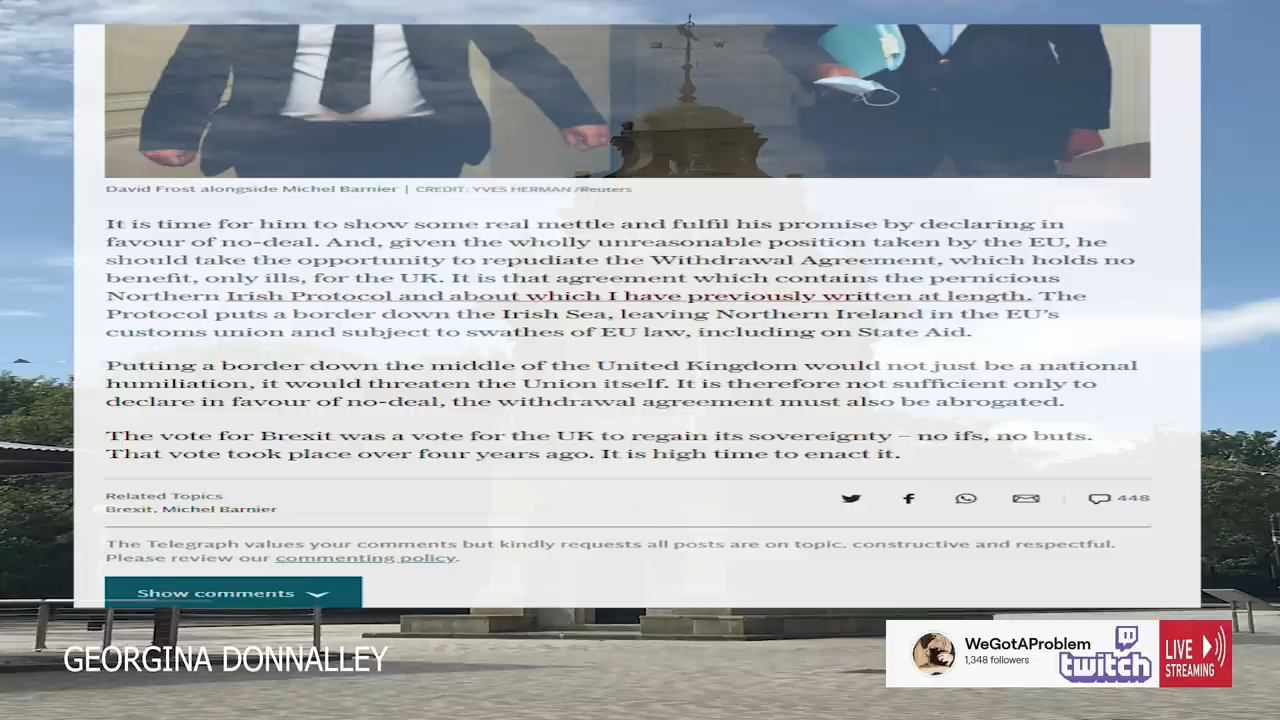 E W
David Frost alongside Michel Barnier | CREDIT: YVES HERMAN /Reuters
It is time for him to show some real mettle and fulfil his promise by declaring in
favour of no-deal. And, given the wholly unreasonable position taken by the EU, he
should take the opportunity to repudiate the Withdrawal Agreement, which holds no
benefit, only ills, for the UK. It is that agreement which contains the pernicious
Northern Irish Protocol and about which I have previously written at length. The
Protocol puts a border down the Irish Sea, leaving Northern Ireland in the EU's
customs union and subject to swathes of EU law, including on State Aid.
Putting a border down the middle of the United Kingdom would not just be a national
humiliation, it would threaten the Union itself. It is therefore not sufficient only to
declare in favour of no-deal, the withdrawal agreement must also be abrogated.
The vote for Brexit was a vote for the UK to regain its sovereignty – no ifs, no buts.
That vote took place over four years ago. It is high time to enact it.
Related Topics
Brexit, Michel Barnier
448
The Telegraph values your comments but kindly requests all posts are on topic, constructive and respectful.
Please review our commenting policy.
Show comments
GEORGINA DONNALLEY
WeGotAProblem
1,348 followers
twitch
LIVE
STREAMING